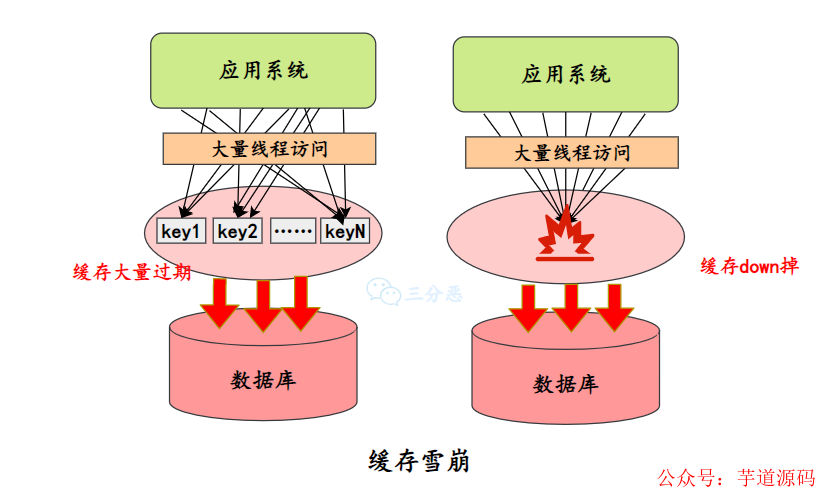 应用系统
大量线程访问
key1 key2 …… keyN
缓存大量过期
数据库
应用系统
大量线程访问
缓存down掉
数据库
三分恶
缓存雪崩
公众号：芋道源码